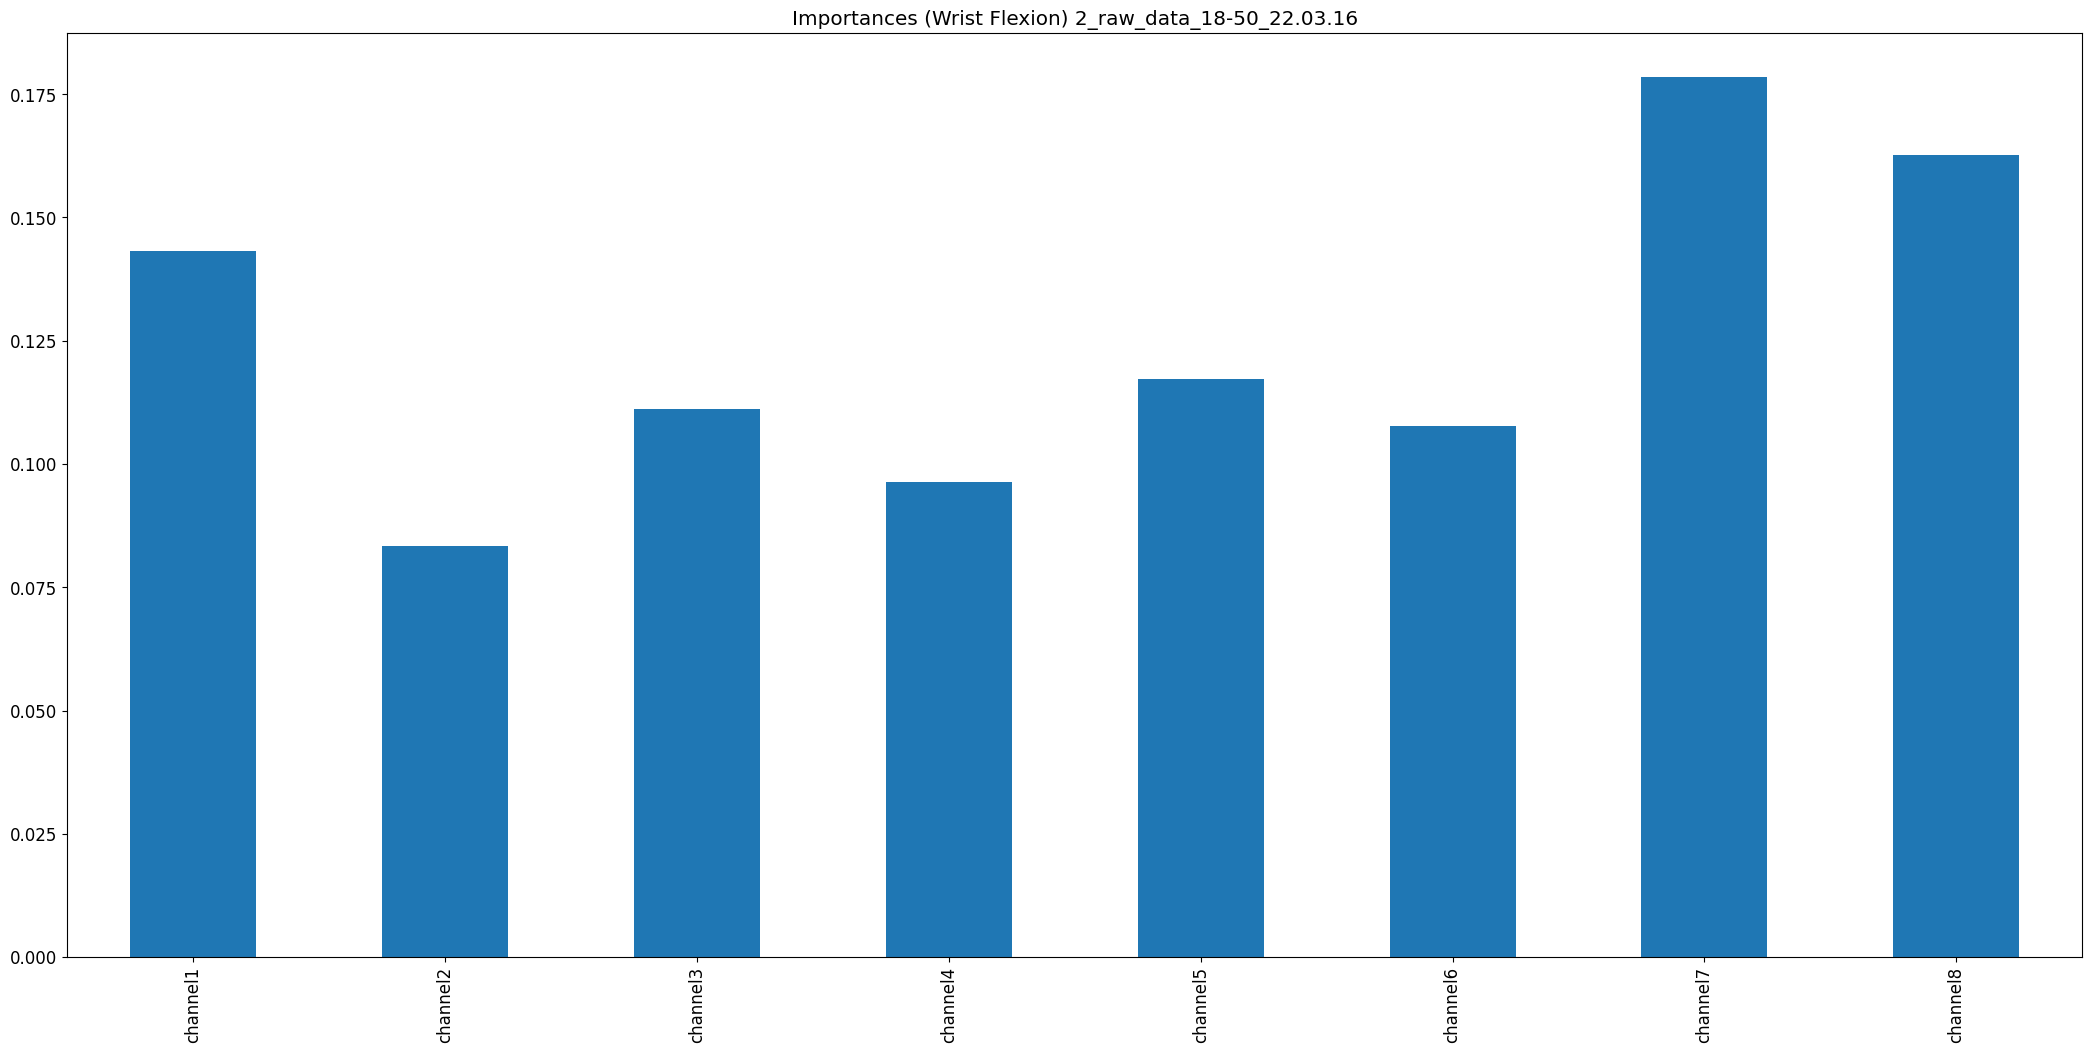 Importances (Wrist Flexion) 2_raw_data_18-50_22.03.16
0.175
0.150
0.125
0.100
0.075
0.050
0.025
0.000
channel1
channel2
channel3
channel4
channel5
channel6
channel7
channel8